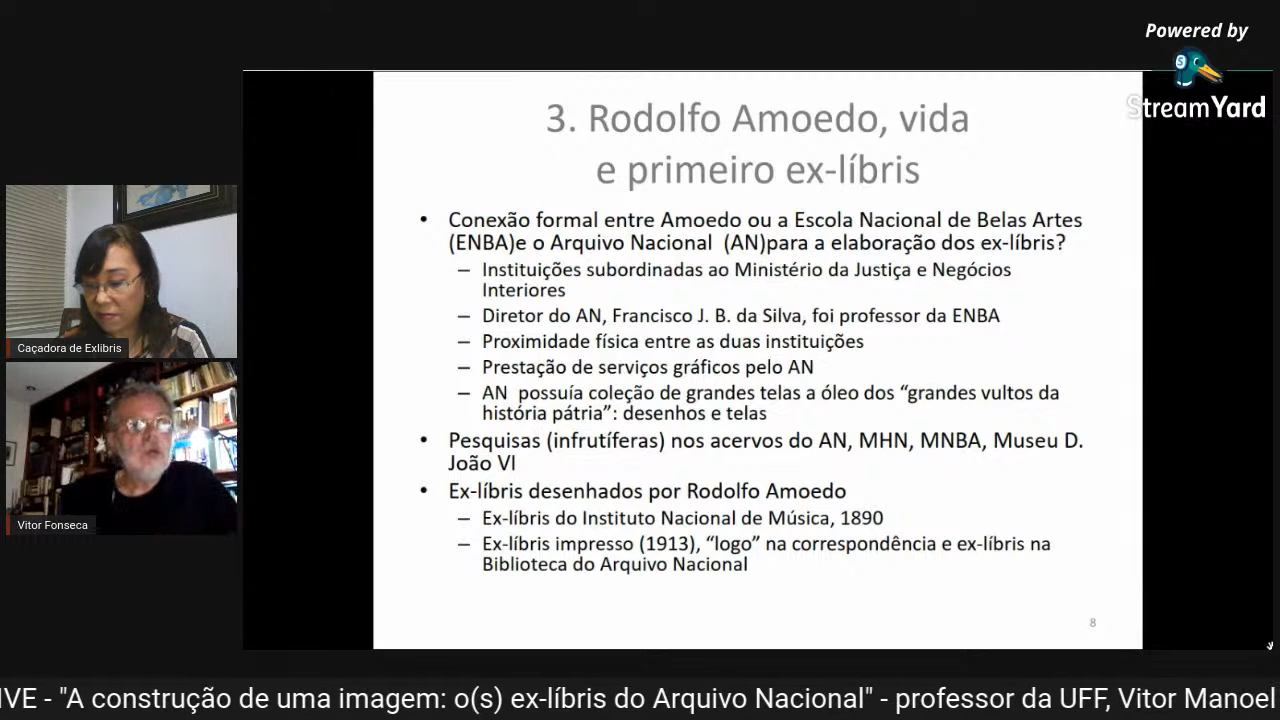 Powered by
StreamYard
3. Rodolfo Amoedo, vida
e primeiro ex-líbris
• Conexão formal entre Amoedo ou a Escola Nacional de Belas Artes
(ENBA)e o Arquivo Nacional (AN)para a elaboração dos ex-líbris?
– Instituições subordinadas ao Ministério da Justiça e Negócios
Interiores
– Diretor do AN, Francisco J. B. da Silva, foi professor da ENBA
– Proximidade física entre as duas instituições
– Prestação de serviços gráficos pelo AN
– AN possuía coleção de grandes telas a óleo dos “grandes vultos da
história pátria”: desenhos e telas
• Pesquisas (infrutíferas) nos acervos do AN, MHN, MNBA, Museu D.
João VI
• Ex-líbris desenhados por Rodolfo Amoedo
– Ex-líbris do Instituto Nacional de Música, 1890
– Ex-líbris impresso (1913), “logo” na correspondência e ex-líbris na
Biblioteca do Arquivo Nacional
8
Caçadora de Exlibris
Vitor Fonseca
IVE - "A construção de uma imagem: o(s) ex-líbris do Arquivo Nacional" - professor da UFF, Vitor Manoel